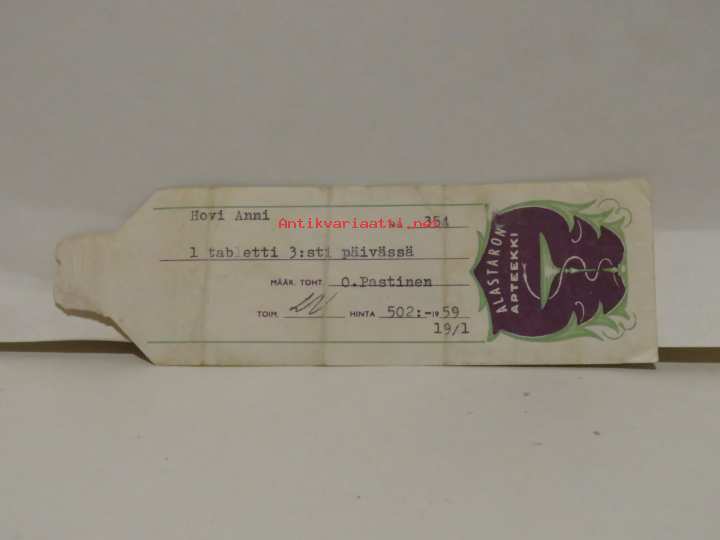 Hovi Anni 354
Antikvariaatti.net
1 tabletti 3:sti päivässä
MÄÄR. TOHT. O.Pastinen
TOIM. HINTA 502:- 19 59
19/1
ALASTARON
APTEEKKI